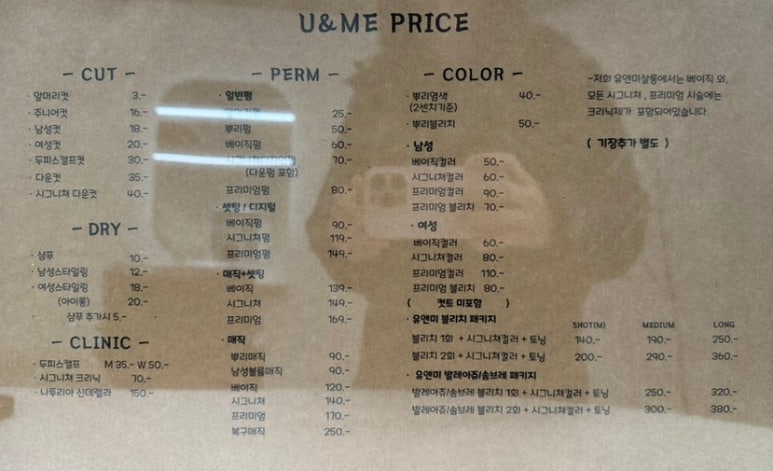 U&ME PRICE
- CUT -
· 앞머리컷 3.-
· 주니어컷 16.-
· 남성컷 18.-
· 여성컷 20.-
· 두피스캘프컷 30.-
· 다운컷 35.-
· 시그니쳐 다운컷 40.-
- DRY -
· 샴푸 10.-
· 남성스타일링 12.-
· 여성스타일링 18.-
(아이롱) 20.-
샴푸 추가시 5.-
- CLINIC -
· 두피스캘프 M 35.- W 50.-
· 시그니쳐 크리닉 70.-
· 나투리아 신데렐라 150.-
- PERM -
· 일반펌
25.-
뿌리펌 50.-
베이직펌 60.-
70.-
(다운펌 포함)
프리미엄펌 80.-
· 셋팅 / 디지털
베이직펌 90.-
시그니쳐펌 119.-
프리미엄펌 149.-
· 매직+셋팅
베이직 139.-
시그니쳐 149.-
프리미엄 169.-
· 매직
뿌리매직 90.-
남성볼륨매직 90.-
베이직 120.-
시그니쳐 140.-
프리미엄 170.-
복구매직 250.-
- COLOR -
· 뿌리염색 40.-
(2센치기준)
· 뿌리블리치 50.-
· 남성
베이직컬러 50.-
시그니쳐컬러 60.-
프리미엄컬러 90.-
프리미엄 블리치 70.-
· 여성
베이직컬러 60.-
시그니쳐컬러 80.-
프리미엄컬러 110.-
프리미엄 블리치 80.-
( 컷트 미포함 )
· 유앤미 블리치 패키지
SHOT(M) MEDIUM LONG
블리치 1회 + 시그니쳐컬러 + 토닝 140.- 190.- 250.-
블리치 2회 + 시그니쳐컬러 + 토닝 200.- 290.- 360.-
· 유앤미 발레아쥬/솜브레 패키지
발레아쥬/솜브레 블리치 1회 + 시그니쳐컬러 + 토닝 250.- 320.-
발레아쥬/솜브레 블리치 2회 + 시그니쳐컬러 + 토닝 300.- 380.-
-저희 유앤미살롱에서는 베이직 외,
모든 시그니쳐, 프리미엄 시술에는
크리닉제가 포함되어있습니다.
( 기장추가 별도 )